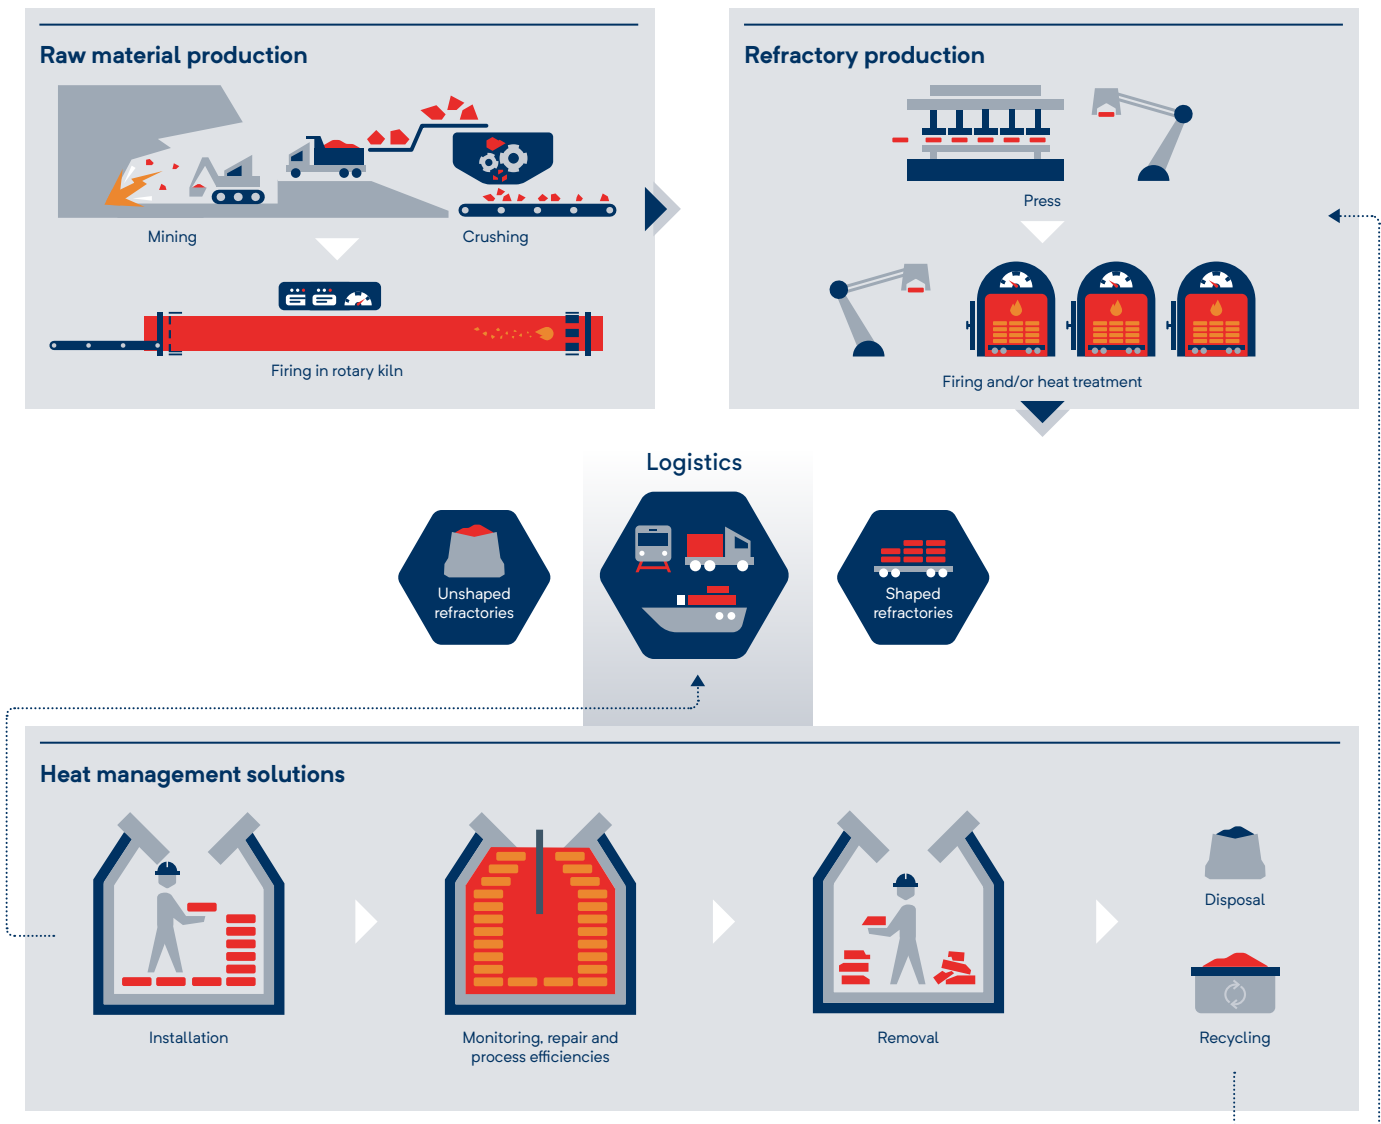 Raw material production
Mining
Crushing
Firing in rotary kiln
Refractory production
Press
Firing and/or heat treatment
Logistics
Unshaped
refractories
Shaped
refractories
Heat management solutions
Installation
Monitoring, repair and
process efficiencies
Removal
Disposal
Recycling